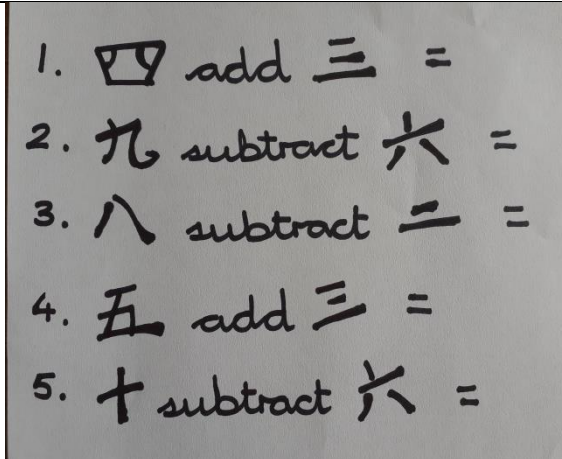 1. 四 add 三 =
2. 九 subtract 六 =
3. 八 subtract 二 =
4. 五 add 三 =
5. 十 subtract 六 =